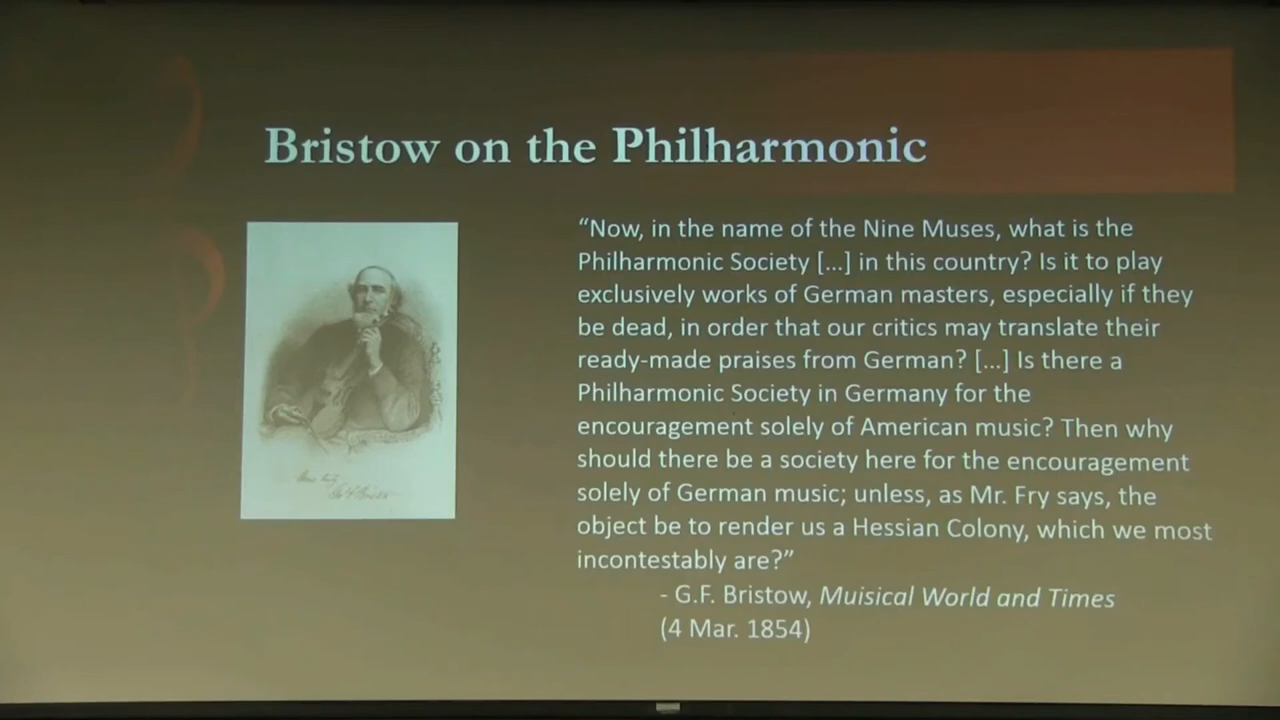 Bristow on the Philharmonic
“Now, in the name of the Nine Muses, what is the
Philharmonic Society [...] in this country? Is it to play
exclusively works of German masters, especially if they
be dead, in order that our critics may translate their
ready-made praises from German? [...] Is there a
Philharmonic Society in Germany for the
encouragement solely of American music? Then why
should there be a society here for the encouragement
solely of German music; unless, as Mr. Fry says, the
object be to render us a Hessian Colony, which we most
incontestably are?”
- G.F. Bristow, Muisical World and Times
(4 Mar. 1854)